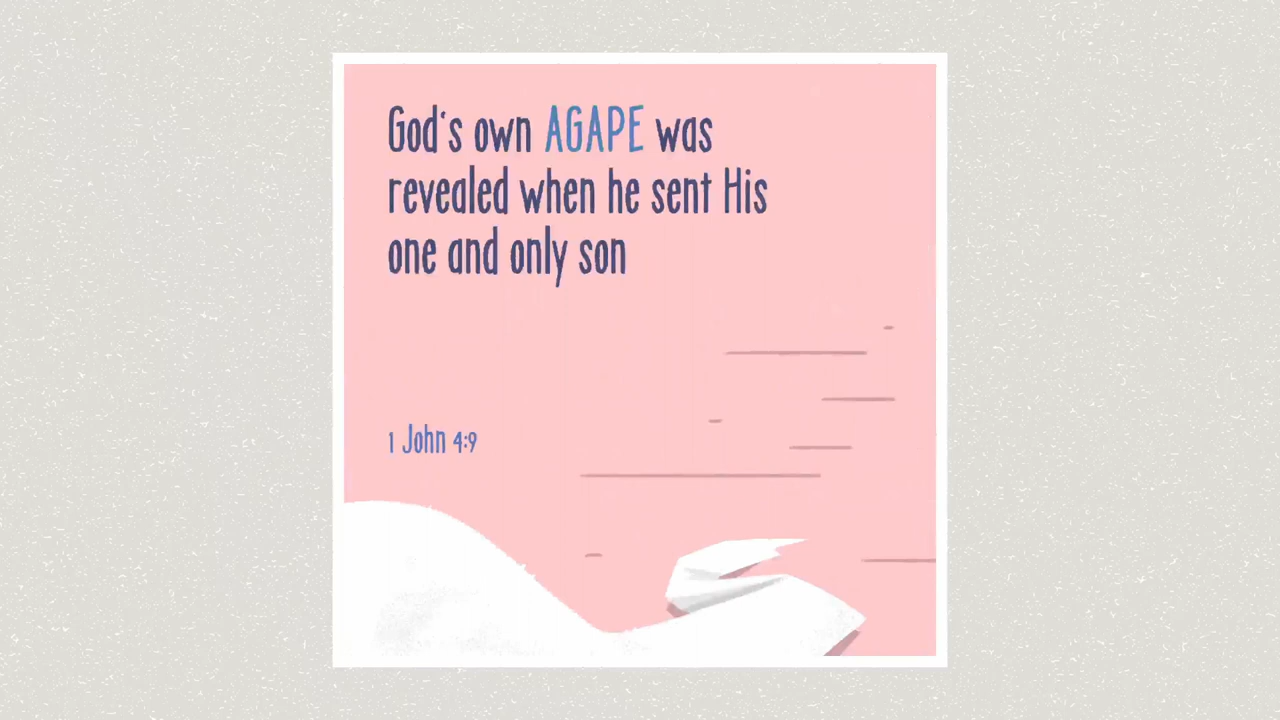 God's own AGAPE was
revealed when he sent His
one and only son
1 John 4:9